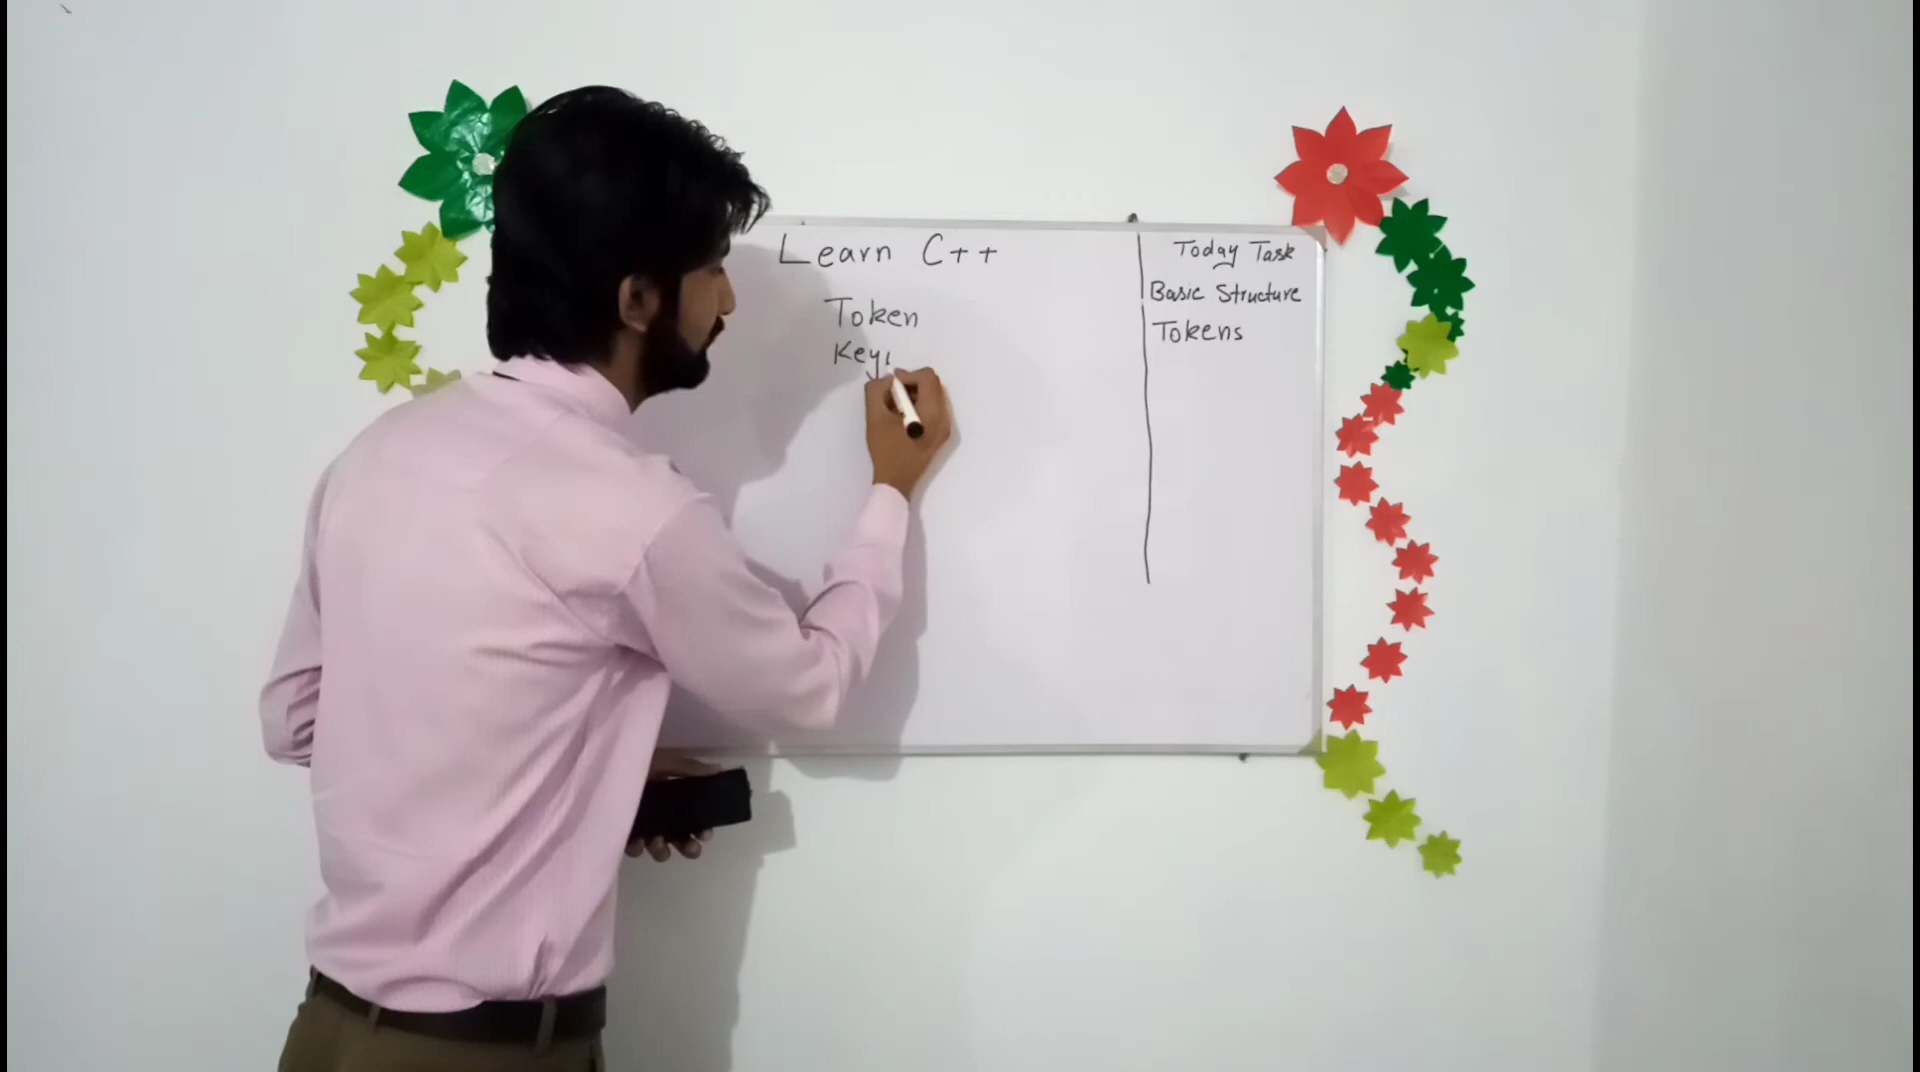 Learn C++
Token
Key
Today Task
Basic Structure
Tokens